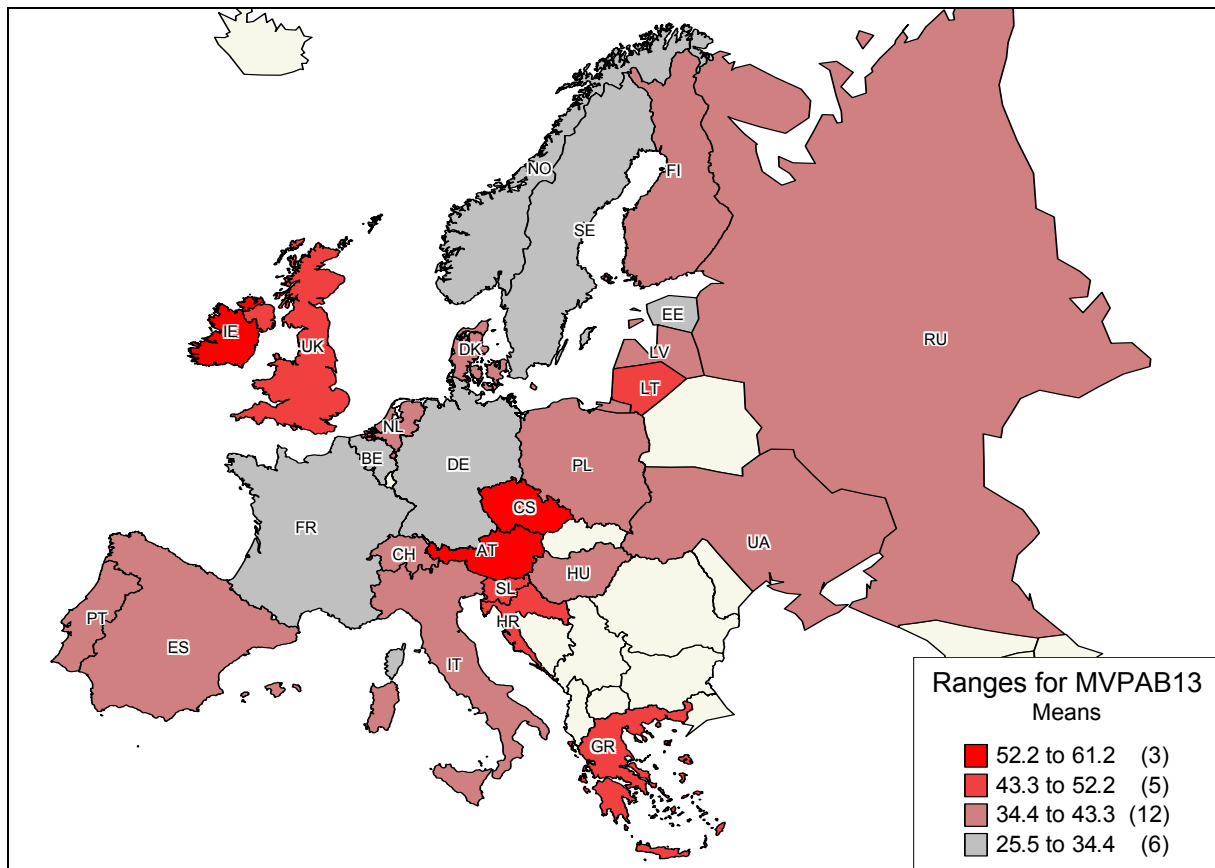 NO
FI
SE
EE
RU
IE
UK
DK
LV
LT
NL
BE
DE
PL
CS
FR
UA
AT
CH
HU
SL
PT
HR
ES
IT
GR
Ranges for MVPAB13
Means
52.2 to 61.2 (3)
43.3 to 52.2 (5)
34.4 to 43.3 (12)
25.5 to 34.4 (6)